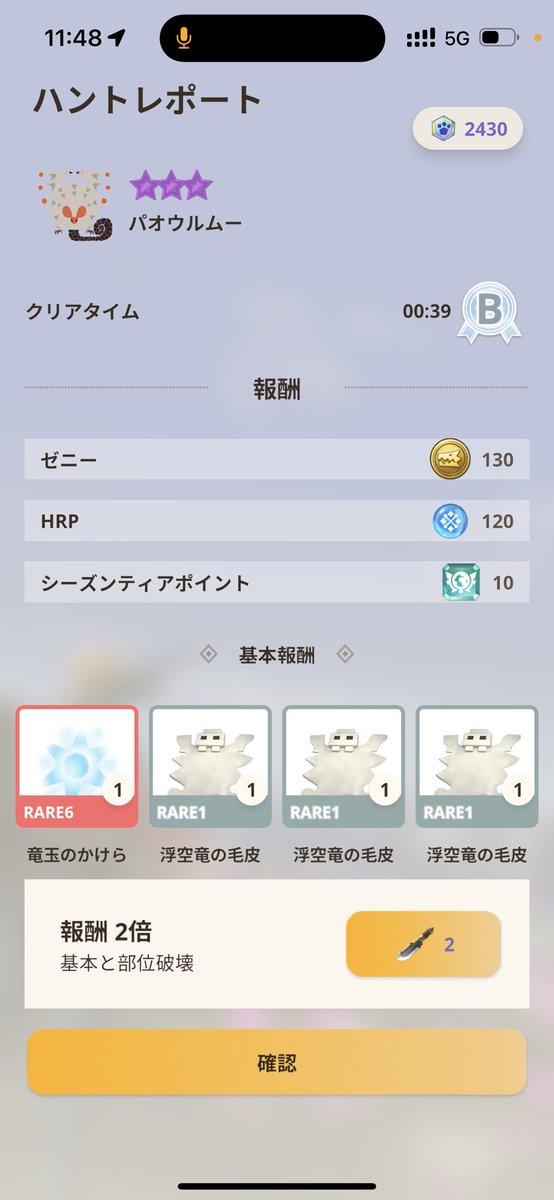 11:48
5G
ハントレポート
2430
パオウルムー
クリアタイム
00:39
B
報酬
ゼニー
130
HRP
120
シーズンティアポイント
10
基本報酬
1
1
1
1
RARE6
RARE1
RARE1
RARE1
竜玉のかけら
浮空竜の毛皮
浮空竜の毛皮
浮空竜の毛皮
報酬 2倍
基本と部位破壊
2
確認